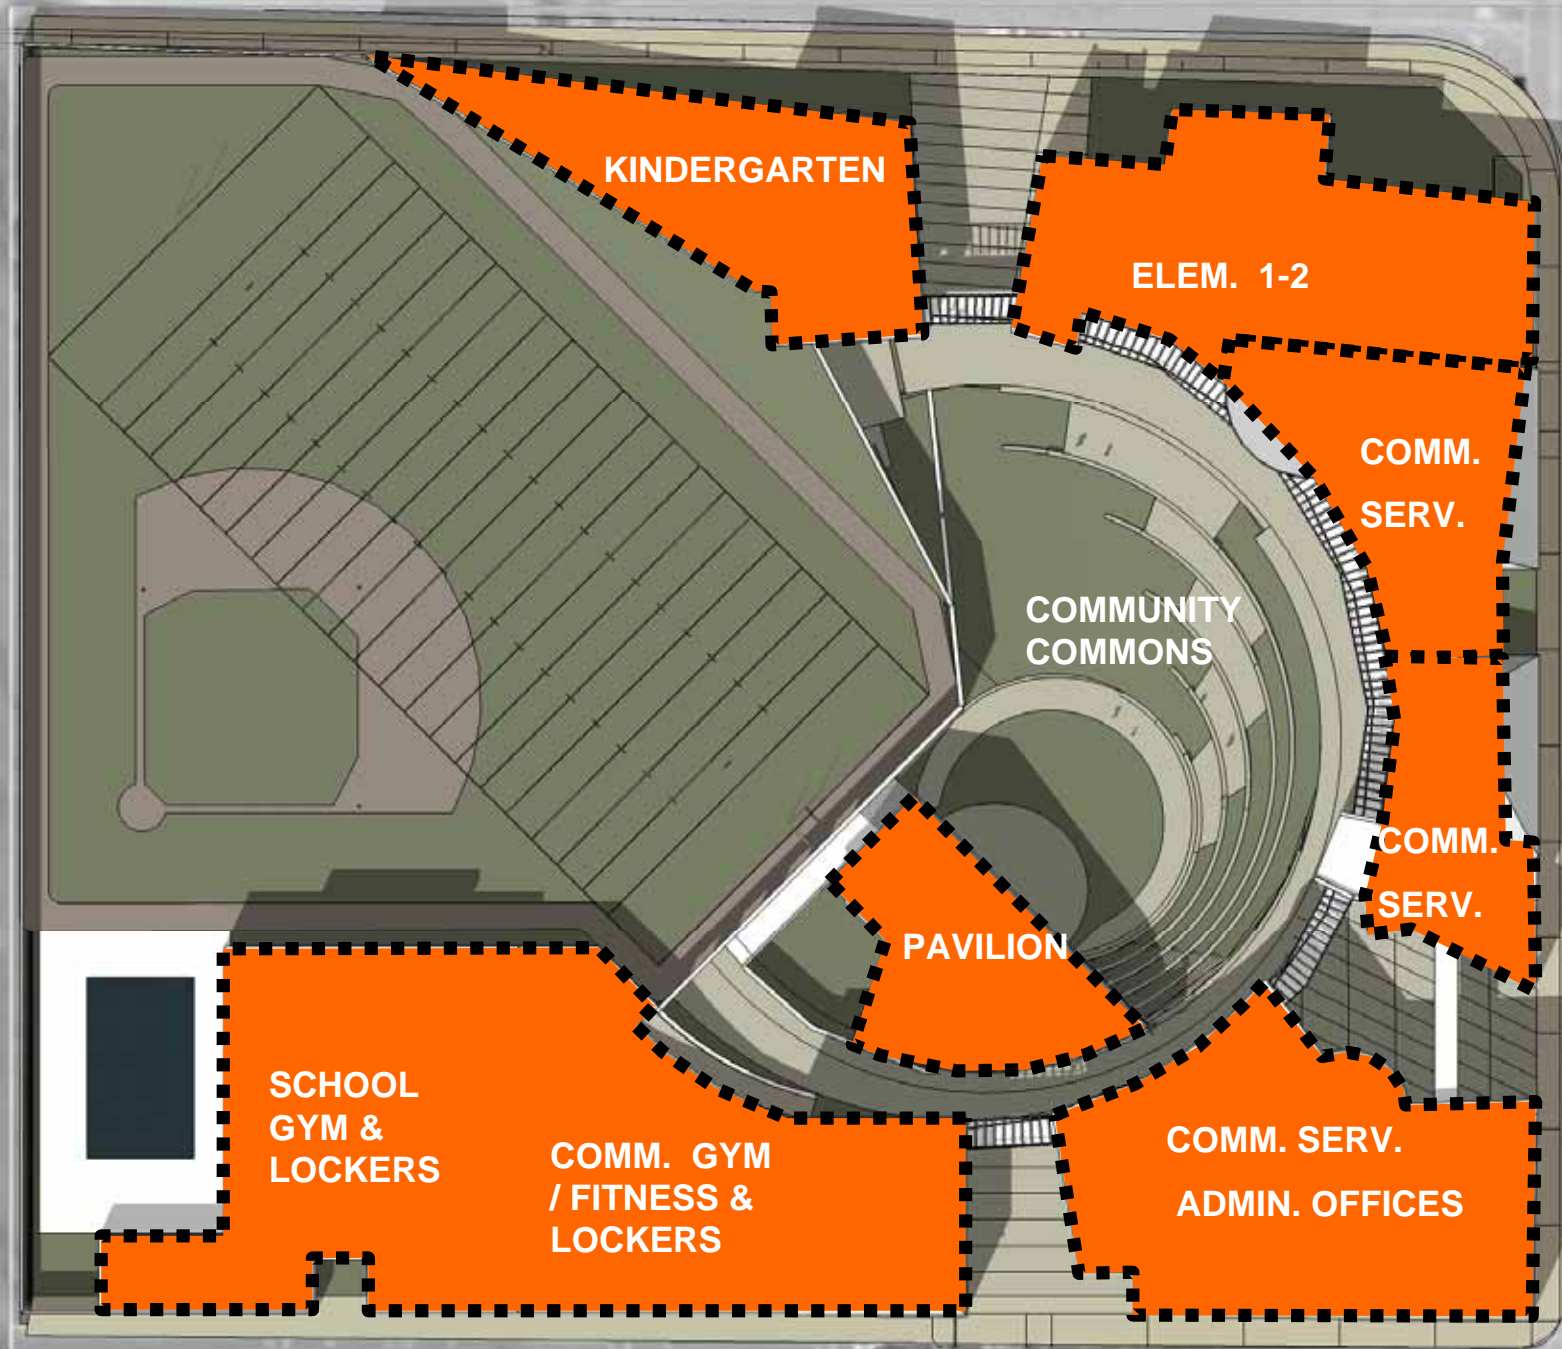 KINDERGARTEN
ELEM. 1-2
COMM.
SERV.
COMMUNITY
COMMONS
COMM.
SERV.
PAVILION
SCHOOL
GYM &
LOCKERS
COMM. GYM
/ FITNESS &
LOCKERS
COMM. SERV.
ADMIN. OFFICES